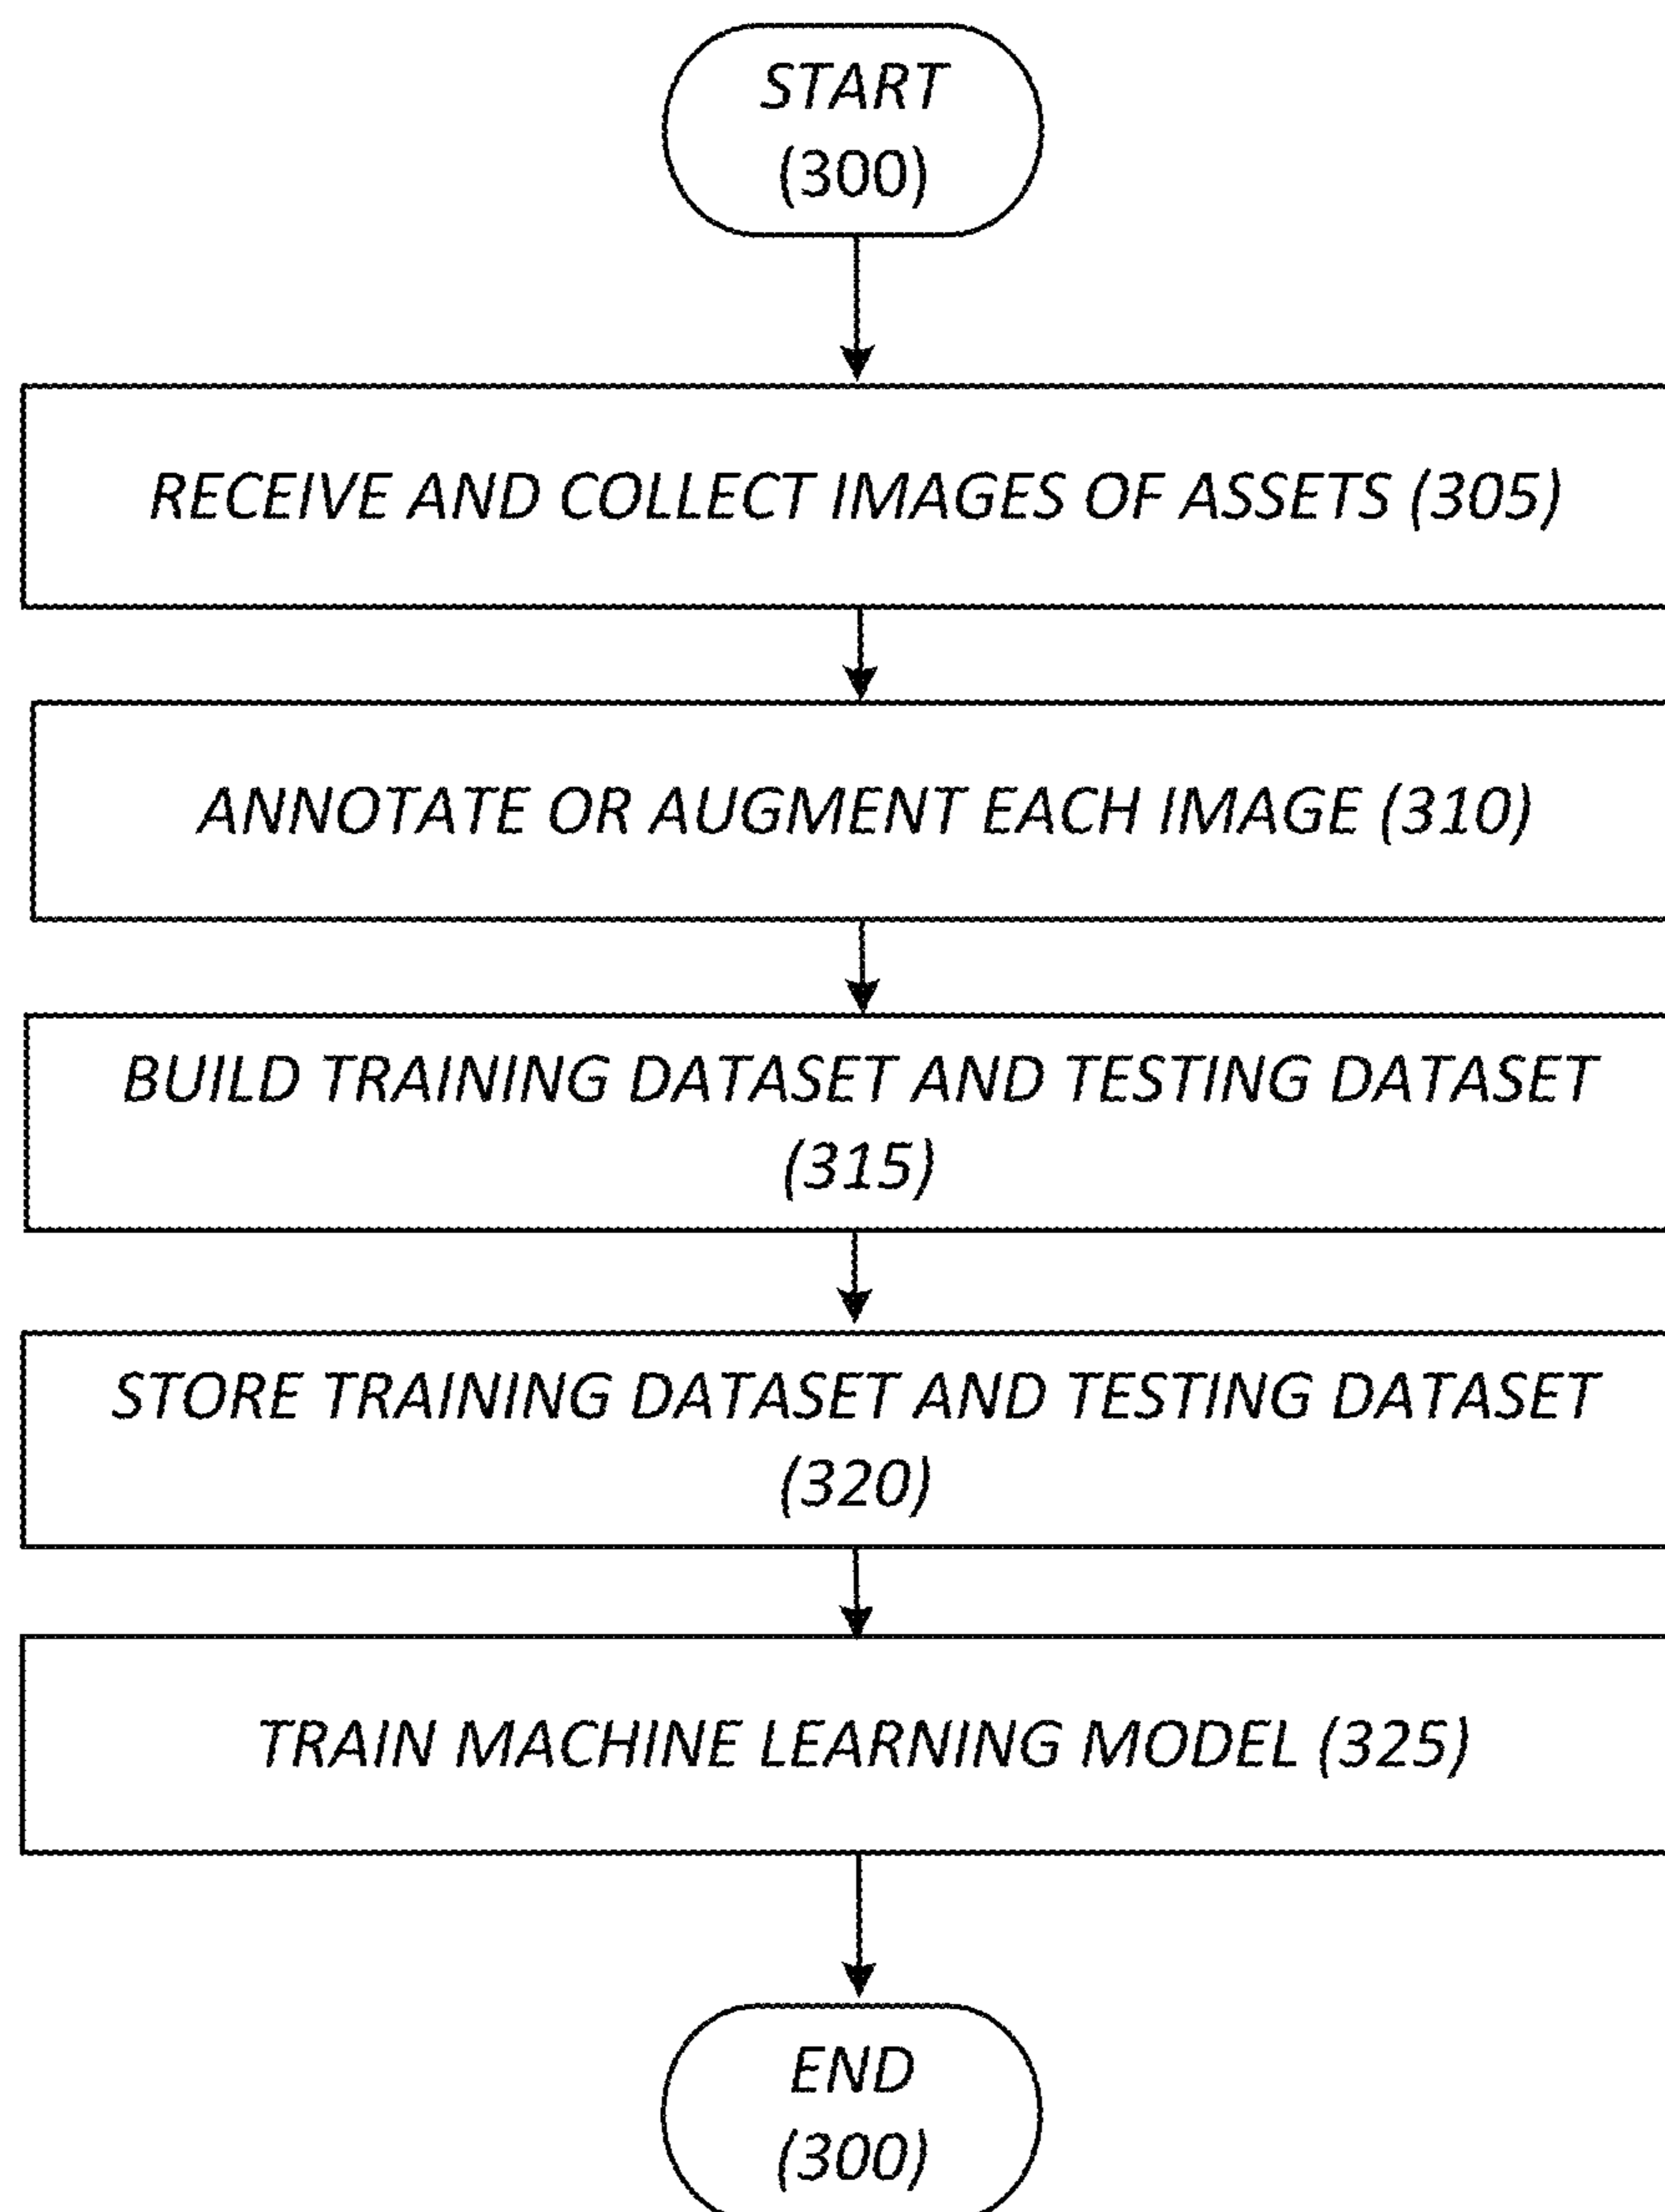 START
(300)
RECEIVE AND COLLECT IMAGES OF ASSETS (305)
ANNOTATE OR AUGMENT EACH IMAGE (310)
BUILD TRAINING DATASET AND TESTING DATASET
(315)
STORE TRAINING DATASET AND TESTING DATASET
(320)
TRAIN MACHINE LEARNING MODEL (325)
END
(300)